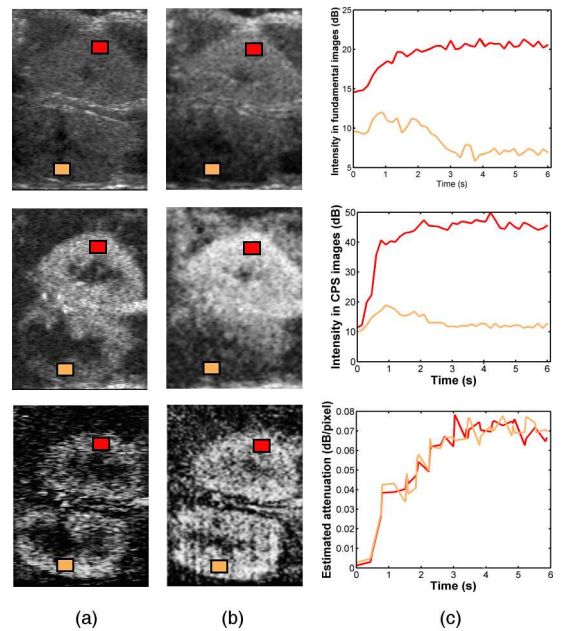 Intensity in fundamental images (dB)
25
20
15
10
5
0 1 2 3 4 5 6
Time (s)
Intensity in CPS images (dB)
50
40
30
20
10
0
0 1 2 3 4 5 6
Time (s)
Estimated attenuation (dB/pixel)
0.08
0.07
0.06
0.05
0.04
0.03
0.02
0.01
0
0 1 2 3 4 5 6
Time (s)
(a) (b) (c)